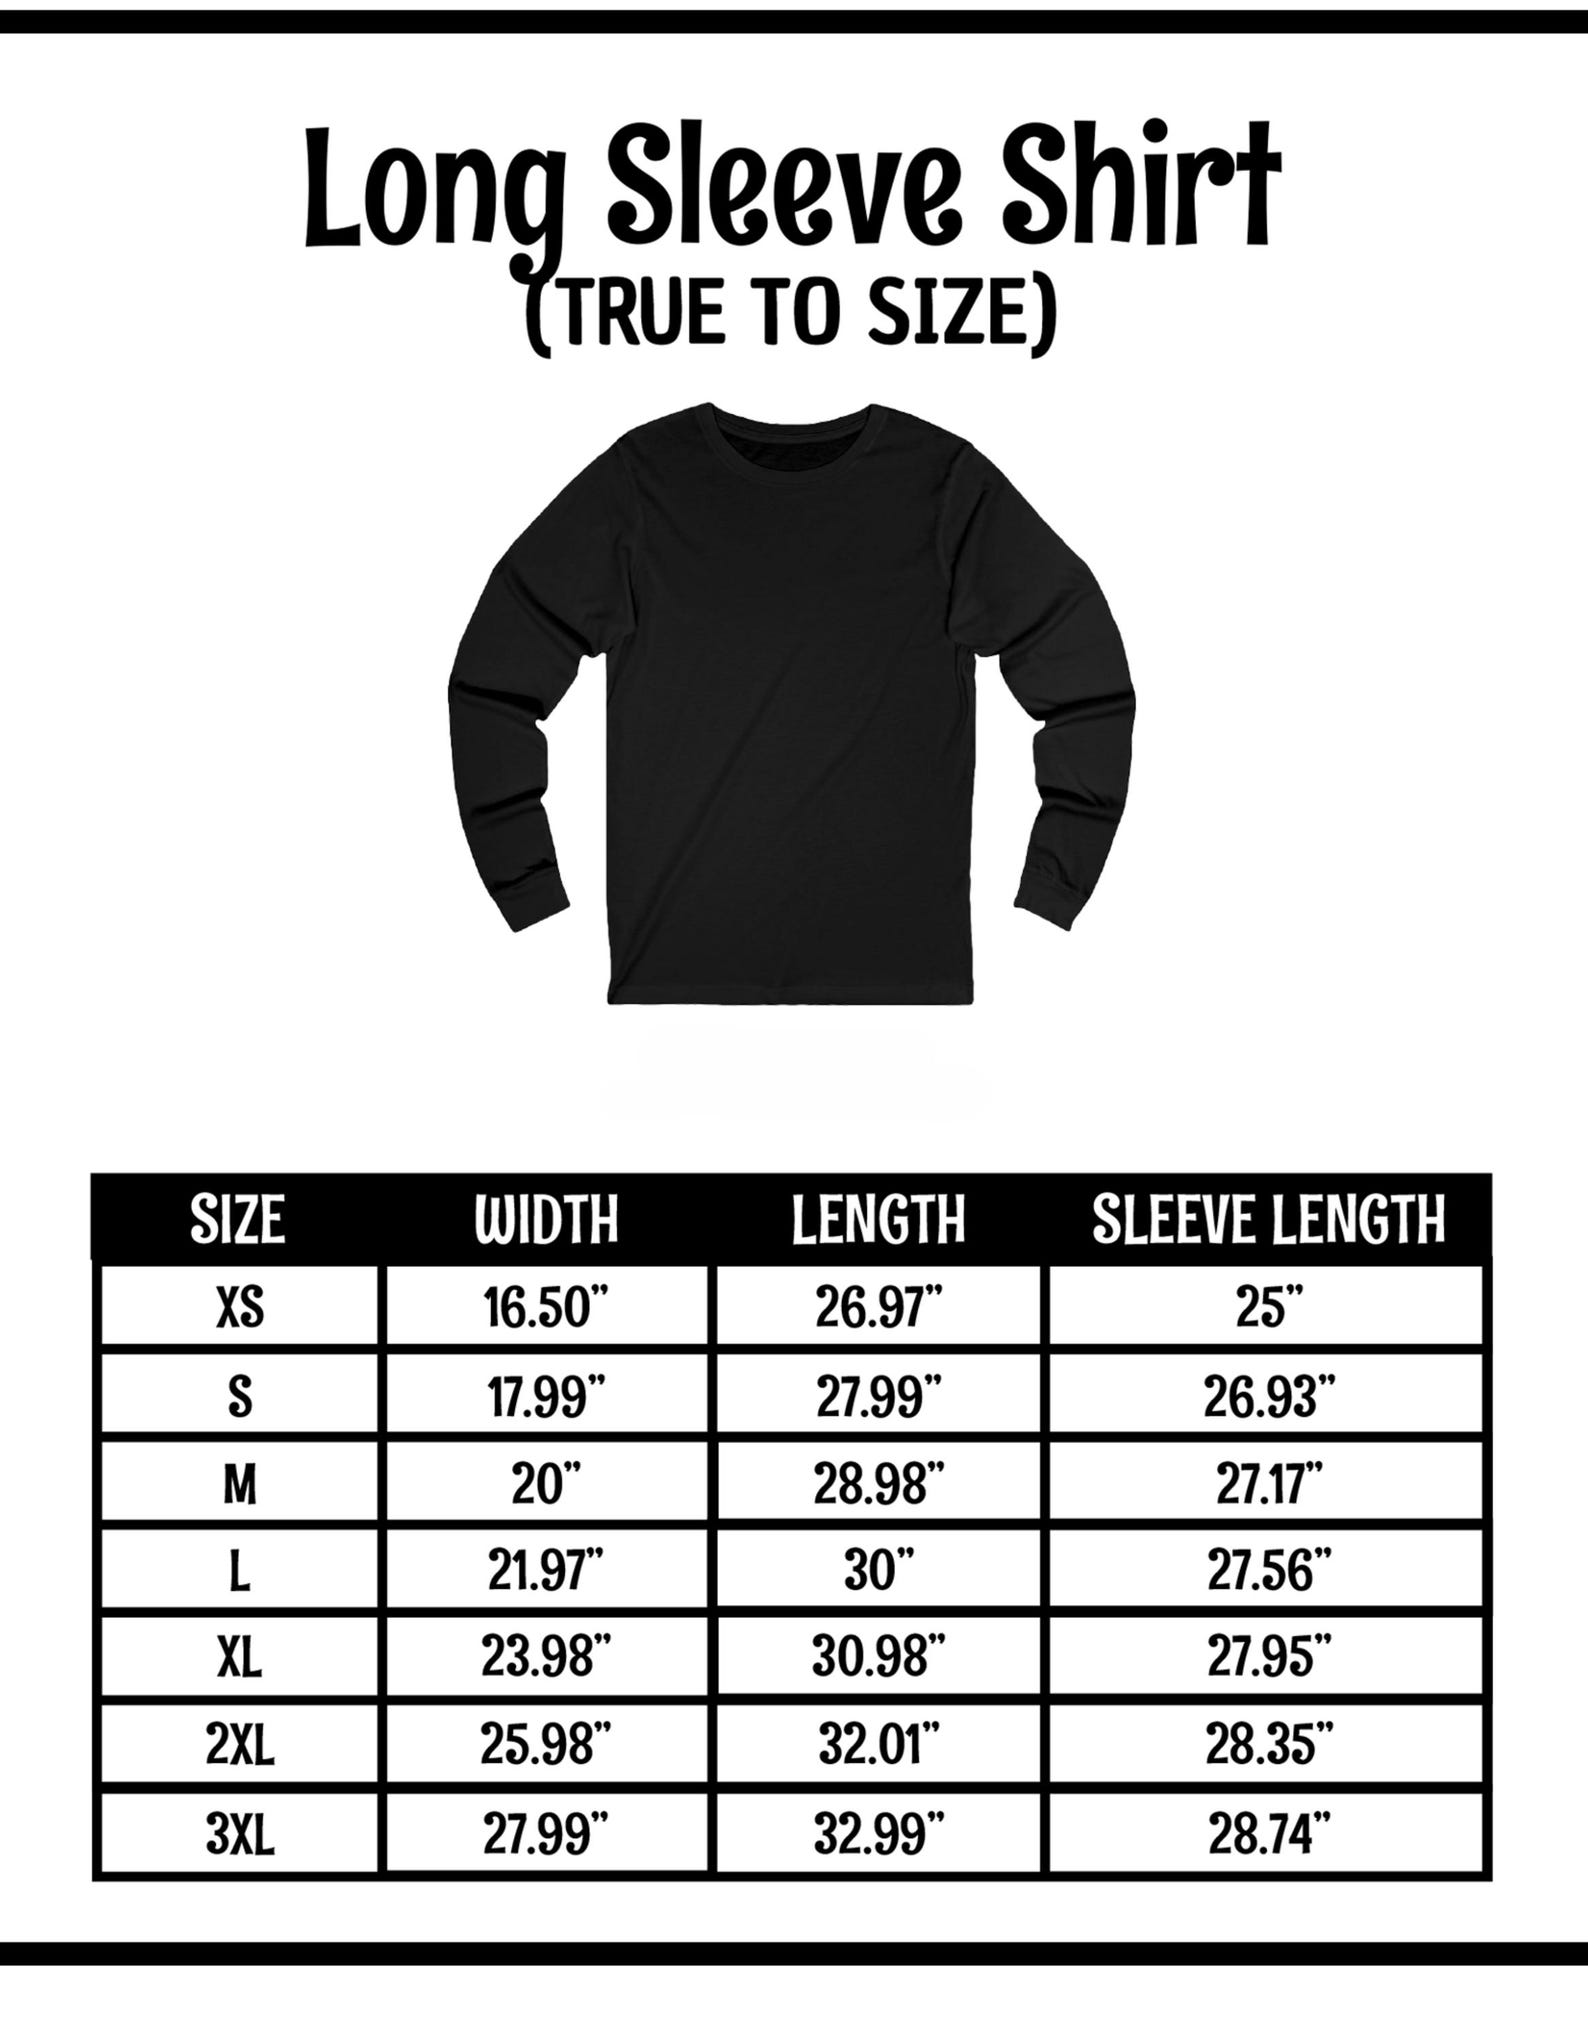 Long Sleeve Shirt
(TRUE TO SIZE)
SIZE WIDTH LENGTH SLEEVE LENGTH
XS 16.50” 26.97” 25”
S 17.99” 27.99” 26.93”
M 20” 28.98” 27.17”
L 21.97” 30” 27.56”
XL 23.98” 30.98” 27.95”
2XL 25.98” 32.01” 28.35”
3XL 27.99” 32.99” 28.74”